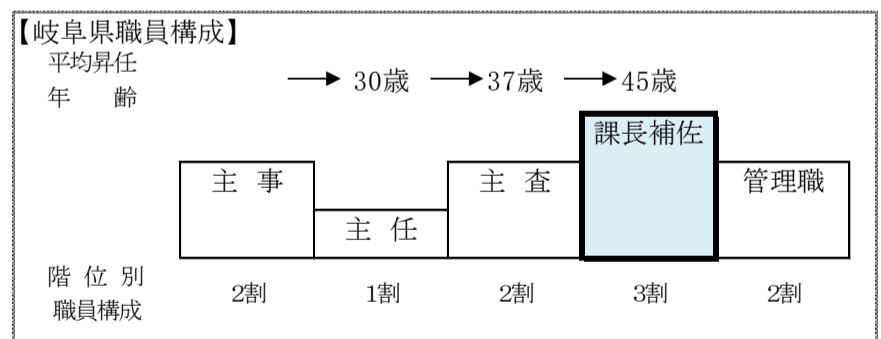 【岐阜県職員構成】
平均昇任
年 齢
→ 30歳 → 37歳 → 45歳
課長補佐
主 事
主 査
管理職
主 任
階 位 別
職員構成
2割 1割 2割 3割 2割